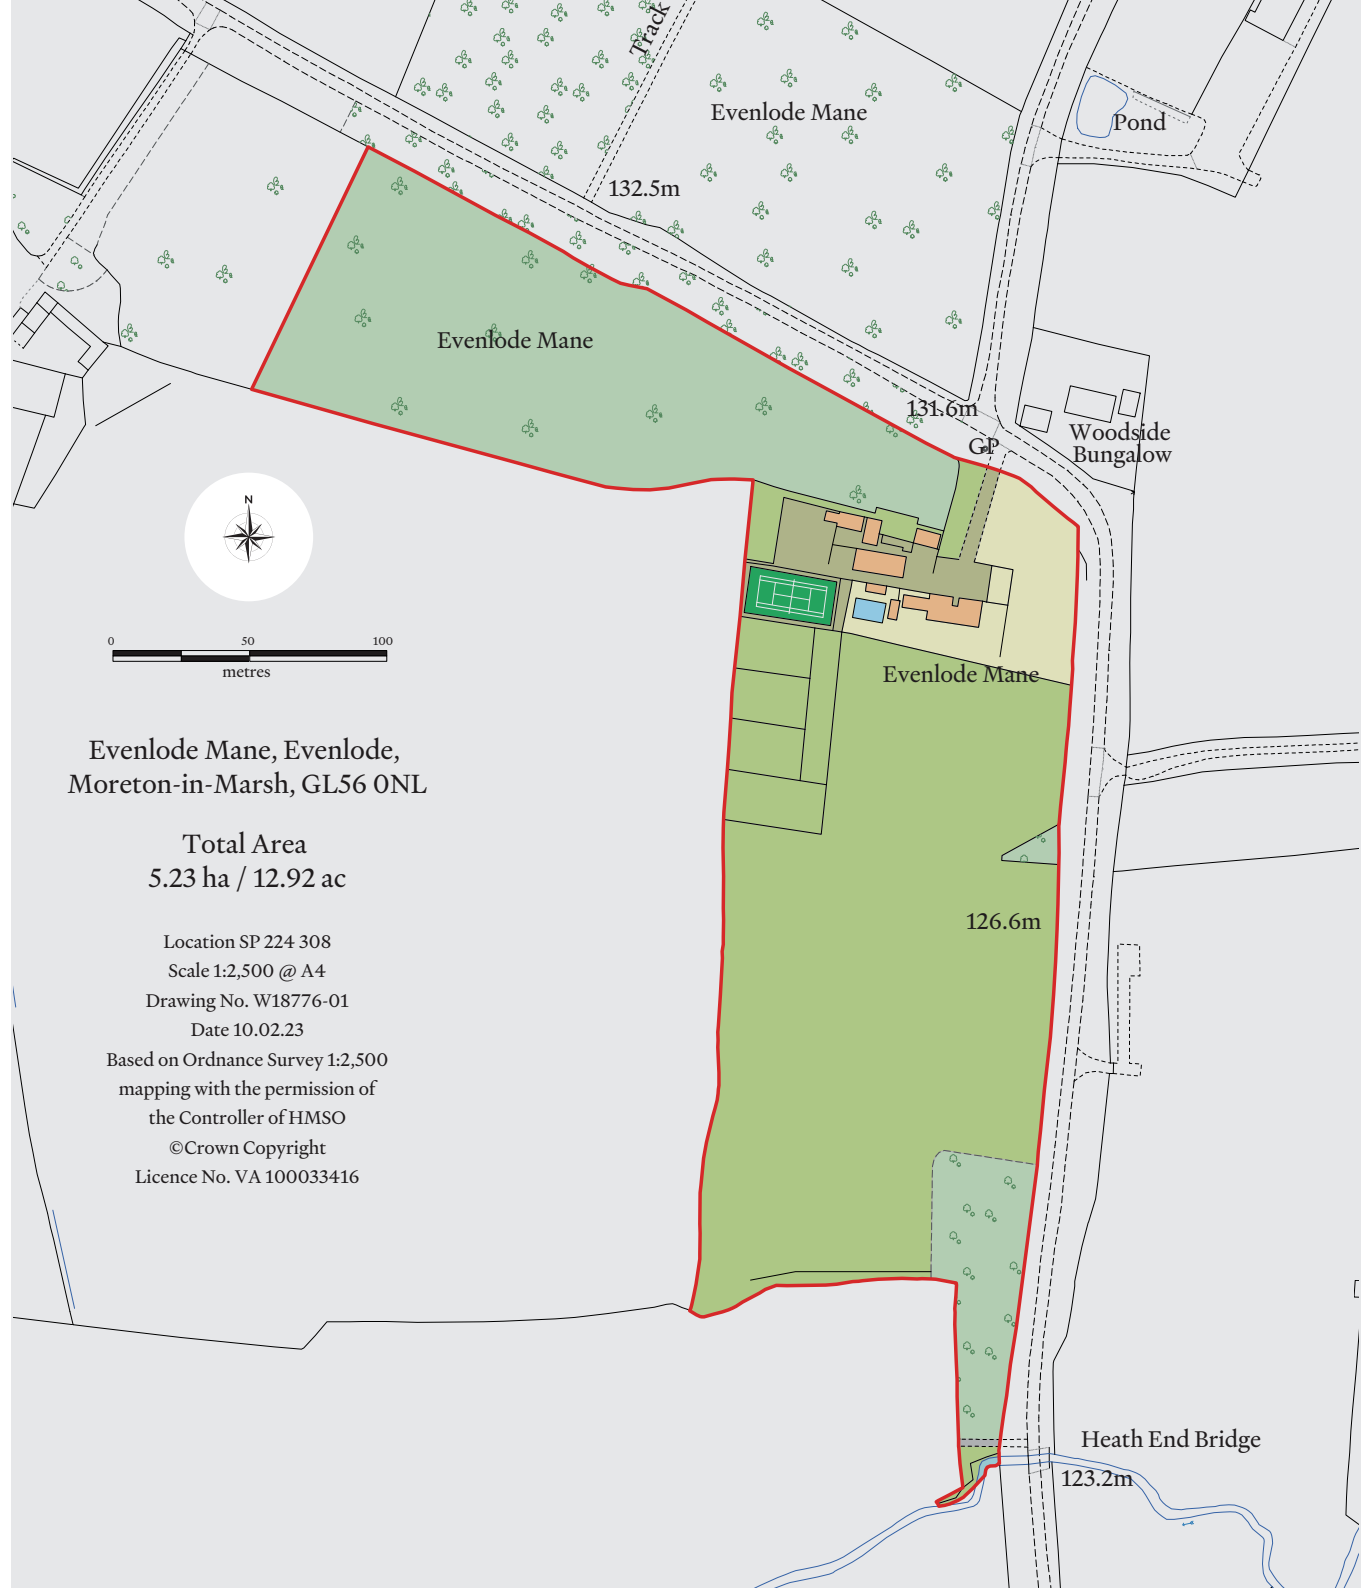 Track
Evenlode Mane
Pond
132.5m
Evenlode Mane
131.6m
GP
Woodside
Bungalow
N
0 50 100
metres
Evenlode Mane
Evenlode Mane, Evenlode,
Moreton-in-Marsh, GL56 0NL
Total Area
5.23 ha / 12.92 ac
126.6m
Location SP 224 308
Scale 1:2,500 @ A4
Drawing No. W18776-01
Date 10.02.23
Based on Ordnance Survey 1:2,500
mapping with the permission of
the Controller of HMSO
©Crown Copyright
Licence No. VA 100033416
Heath End Bridge
123.2m